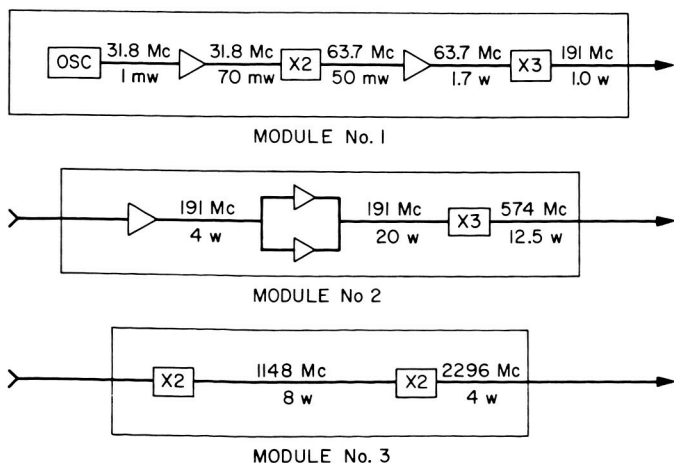 31.8 Mc 31.8 Mc 63.7 Mc 63.7 Mc 191 Mc
OSC X2 X3
1 mw 70 mw 50 mw 1.7 w 1.0 w
MODULE No. 1
191 Mc 191 Mc 574 Mc
X3
4 w 20 w 12.5 w
MODULE No 2
1148 Mc 2296 Mc
X2 X2
8 w 4 w
MODULE No. 3